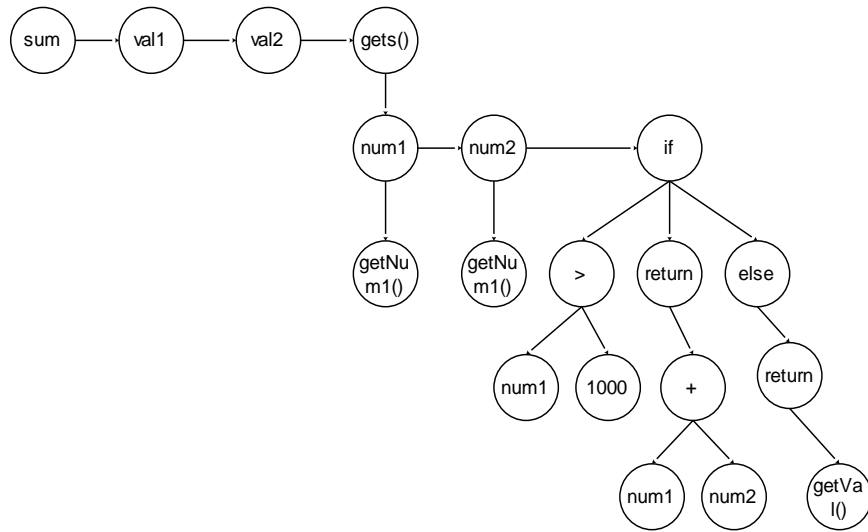 sum
val1
val2
gets()
num1
num2
if
getNu
m1()
getNu
m1()
>
return
else
num1
1000
+
return
num1
num2
getVa
l()